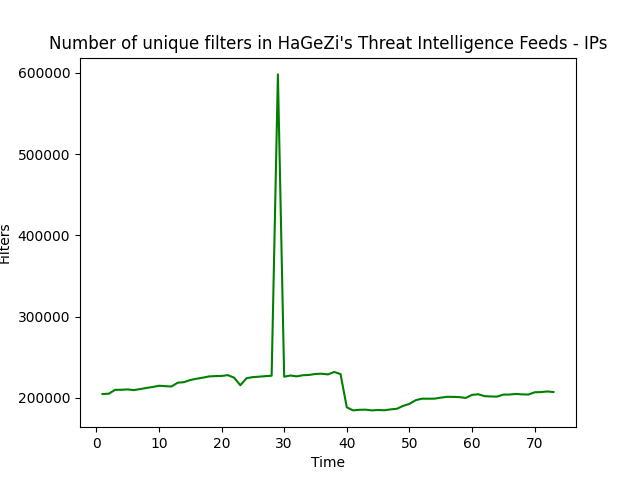 Number of unique filters in HaGeZi's Threat Intelligence Feeds - IPs
600000
500000
400000
300000
200000
Filters
0 10 20 30 40 50 60 70
Time